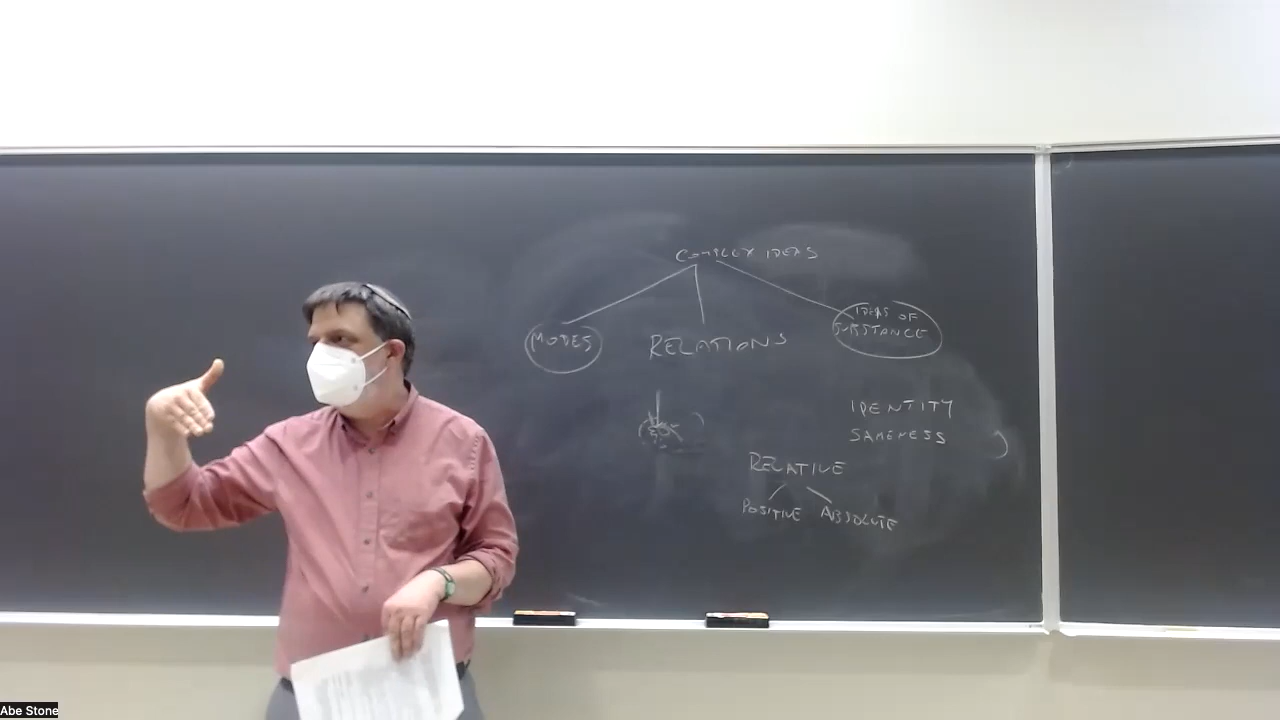 COMPLEX IDEAS
MODES
RELATIONS
IDEAS OF
SUBSTANCE
IDENTITY
SAMENESS
RELATIVE
POSITIVE ABSOLUTE
Abe Stone